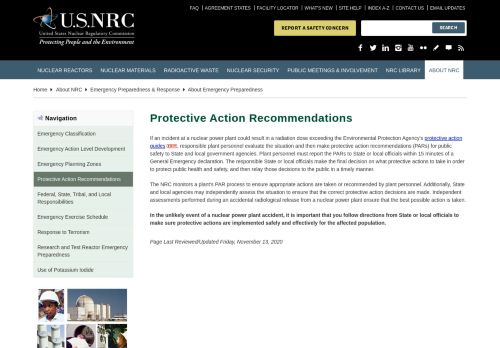 FAQ | AGREEMENT STATES | FACILITY LOCATOR | WHAT'S NEW | SITE HELP | INDEX A-Z | CONTACT US | EMAIL UPDATES
U.S.NRC
United States Nuclear Regulatory Commission
Protecting People and the Environment
REPORT A SAFETY CONCERN
SEARCH
NUCLEAR REACTORS NUCLEAR MATERIALS RADIOACTIVE WASTE NUCLEAR SECURITY PUBLIC MEETINGS & INVOLVEMENT NRC LIBRARY ABOUT NRC
Home About NRC Emergency Preparedness & Response About Emergency Preparedness
Navigation
Emergency Classification
Emergency Action Level Development
Emergency Planning Zones
Protective Action Recommendations
Federal, State, Tribal, and Local
Responsibilities
Emergency Exercise Schedule
Response to Terrorism
Research and Test Reactor Emergency
Preparedness
Use of Potassium Iodide
Protective Action Recommendations
If an incident at a nuclear power plant could result in a radiation dose exceeding the Environmental Protection Agency's protective action
guides, responsible plant personnel evaluate the situation and then make protective action recommendations (PARs) for public
safety to State and local government agencies. Plant personnel must report the PARs to State or local officials within 15 minutes of a
General Emergency declaration. The responsible State or local officials make the final decision on what protective actions to take in order
to protect public health and safety, and then relay those decisions to the public in a timely manner.
The NRC monitors a plant's PAR process to ensure appropriate actions are taken or recommended by plant personnel. Additionally, State
and local agencies may independently assess the situation to ensure that the correct protective action decisions are made. Independent
assessments performed during an accidental radiological release from a nuclear power plant ensure that the best possible action is taken.
In the unlikely event of a nuclear power plant accident, it is important that you follow directions from State or local officials to
make sure protective actions are implemented safely and effectively for the affected population.
Page Last Reviewed/Updated Friday, November 13, 2020